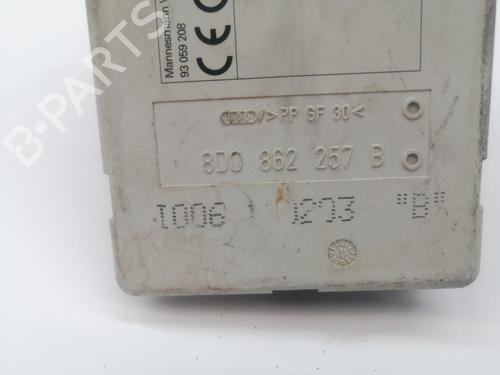 Mannesmann V
93 059 208
CE
>PP GF 30<
8D0 862 257 B
1006 1203 "B"
B-PARTS